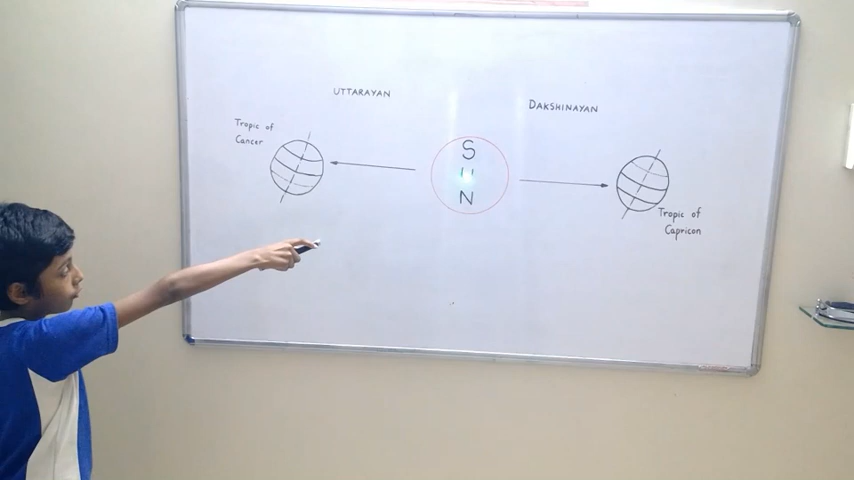 UTTARAYAN
DAKSHINAYAN
Tropic of
Cancer
S
U
N
Tropic of
Capricon